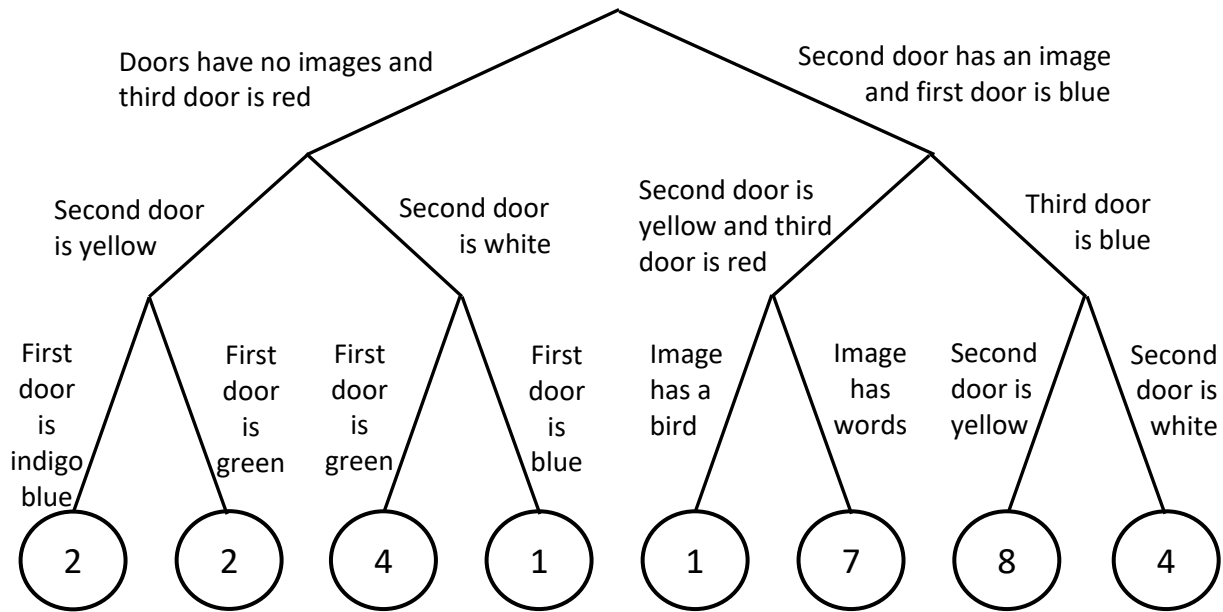 Doors have no images and
third door is red
Second door has an image
and first door is blue
Second door
is yellow
Second door
is white
Second door is
yellow and third
door is red
Third door
is blue
First
door
is
indigo
blue
First
door
is
green
First
door
is
green
First
door
is
blue
Image
has a
bird
Image
has
words
Second
door is
yellow
Second
door is
white
2
2
4
1
1
7
8
4